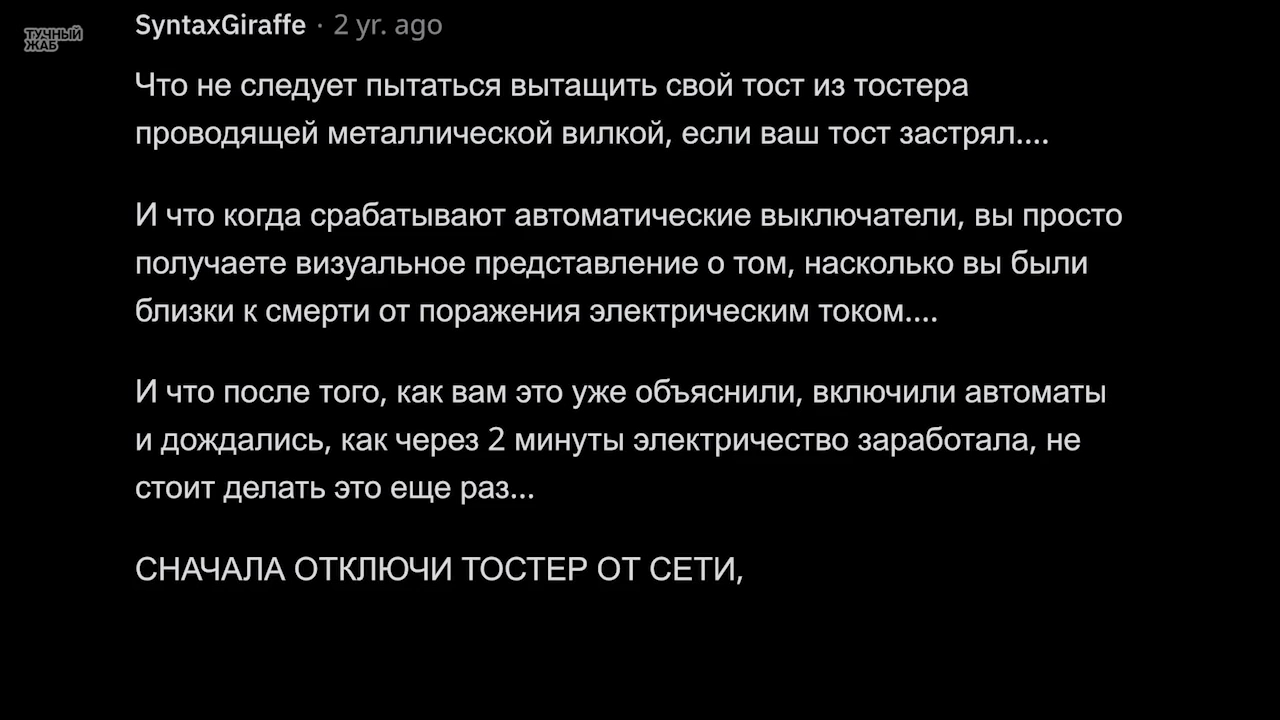 ТУЧНЫЙ
ЖАБ
SyntaxGiraffe · 2 yr. ago
Что не следует пытаться вытащить свой тост из тостера
проводящей металлической вилкой, если ваш тост застрял....
И что когда срабатывают автоматические выключатели, вы просто
получаете визуальное представление о том, насколько вы были
близки к смерти от поражения электрическим током....
И что после того, как вам это уже объяснили, включили автоматы
и дождались, как через 2 минуты электричество заработала, не
стоит делать это еще раз...
СНАЧАЛА ОТКЛЮЧИ ТОСТЕР ОТ СЕТИ,